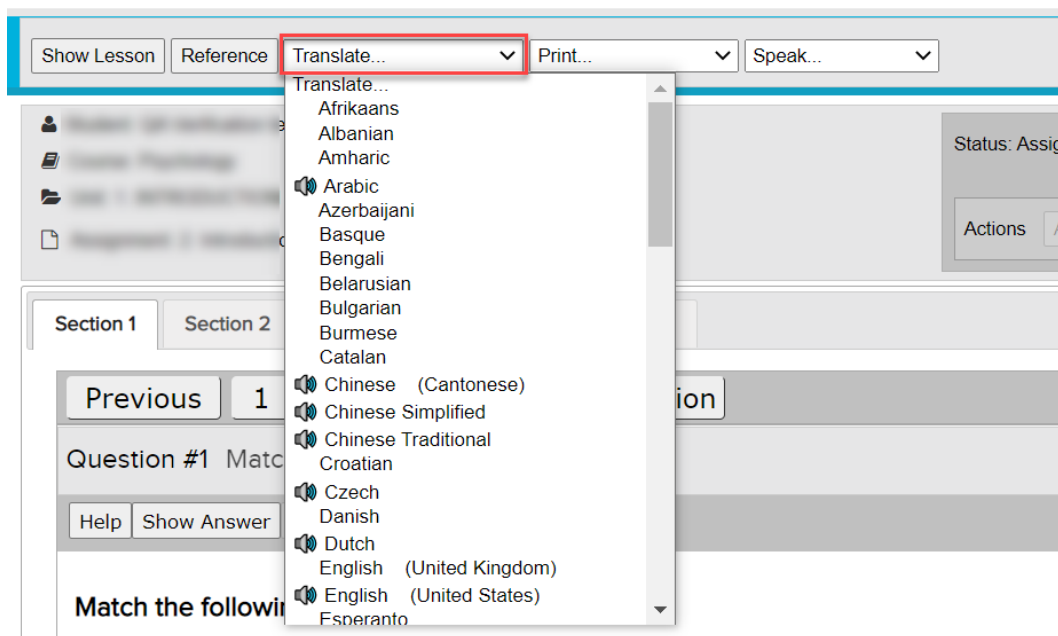 Show Lesson Reference Translate... Print... Speak...
Translate...
Afrikaans
Albanian
Amharic
Arabic
Azerbaijani
Basque
Bengali
Belarusian
Bulgarian
Burmese
Catalan
Chinese (Cantonese)
Chinese Simplified
Chinese Traditional
Croatian
Czech
Danish
Dutch
English (United Kingdom)
English (United States)
Esperanto
Status: Assig
Actions
Section 1 Section 2
Previous 1 ion
Question #1 Matc
Help Show Answer
Match the followi